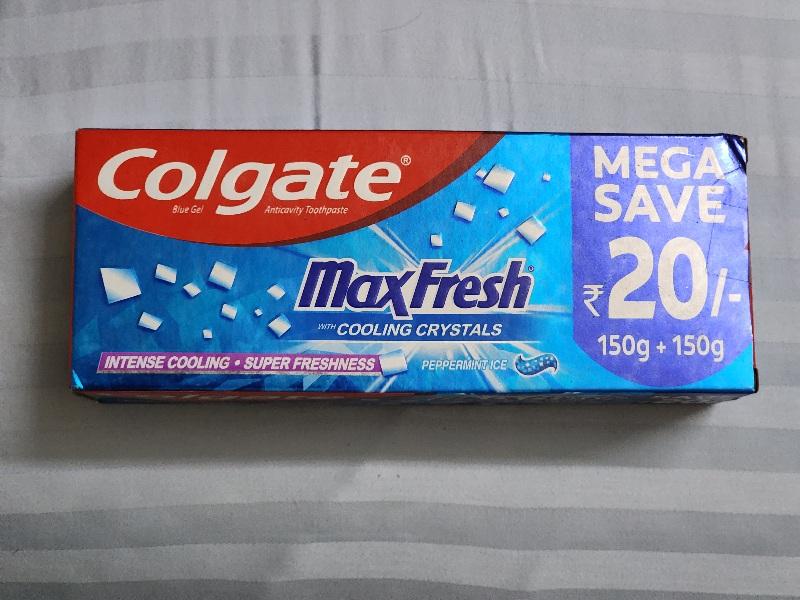 Colgate®
Blue Gel Anticavity Toothpaste
MaxFresh®
WITH COOLING CRYSTALS
INTENSE COOLING • SUPER FRESHNESS
PEPPERMINT ICE
MEGA
SAVE
₹20/-
150g + 150g